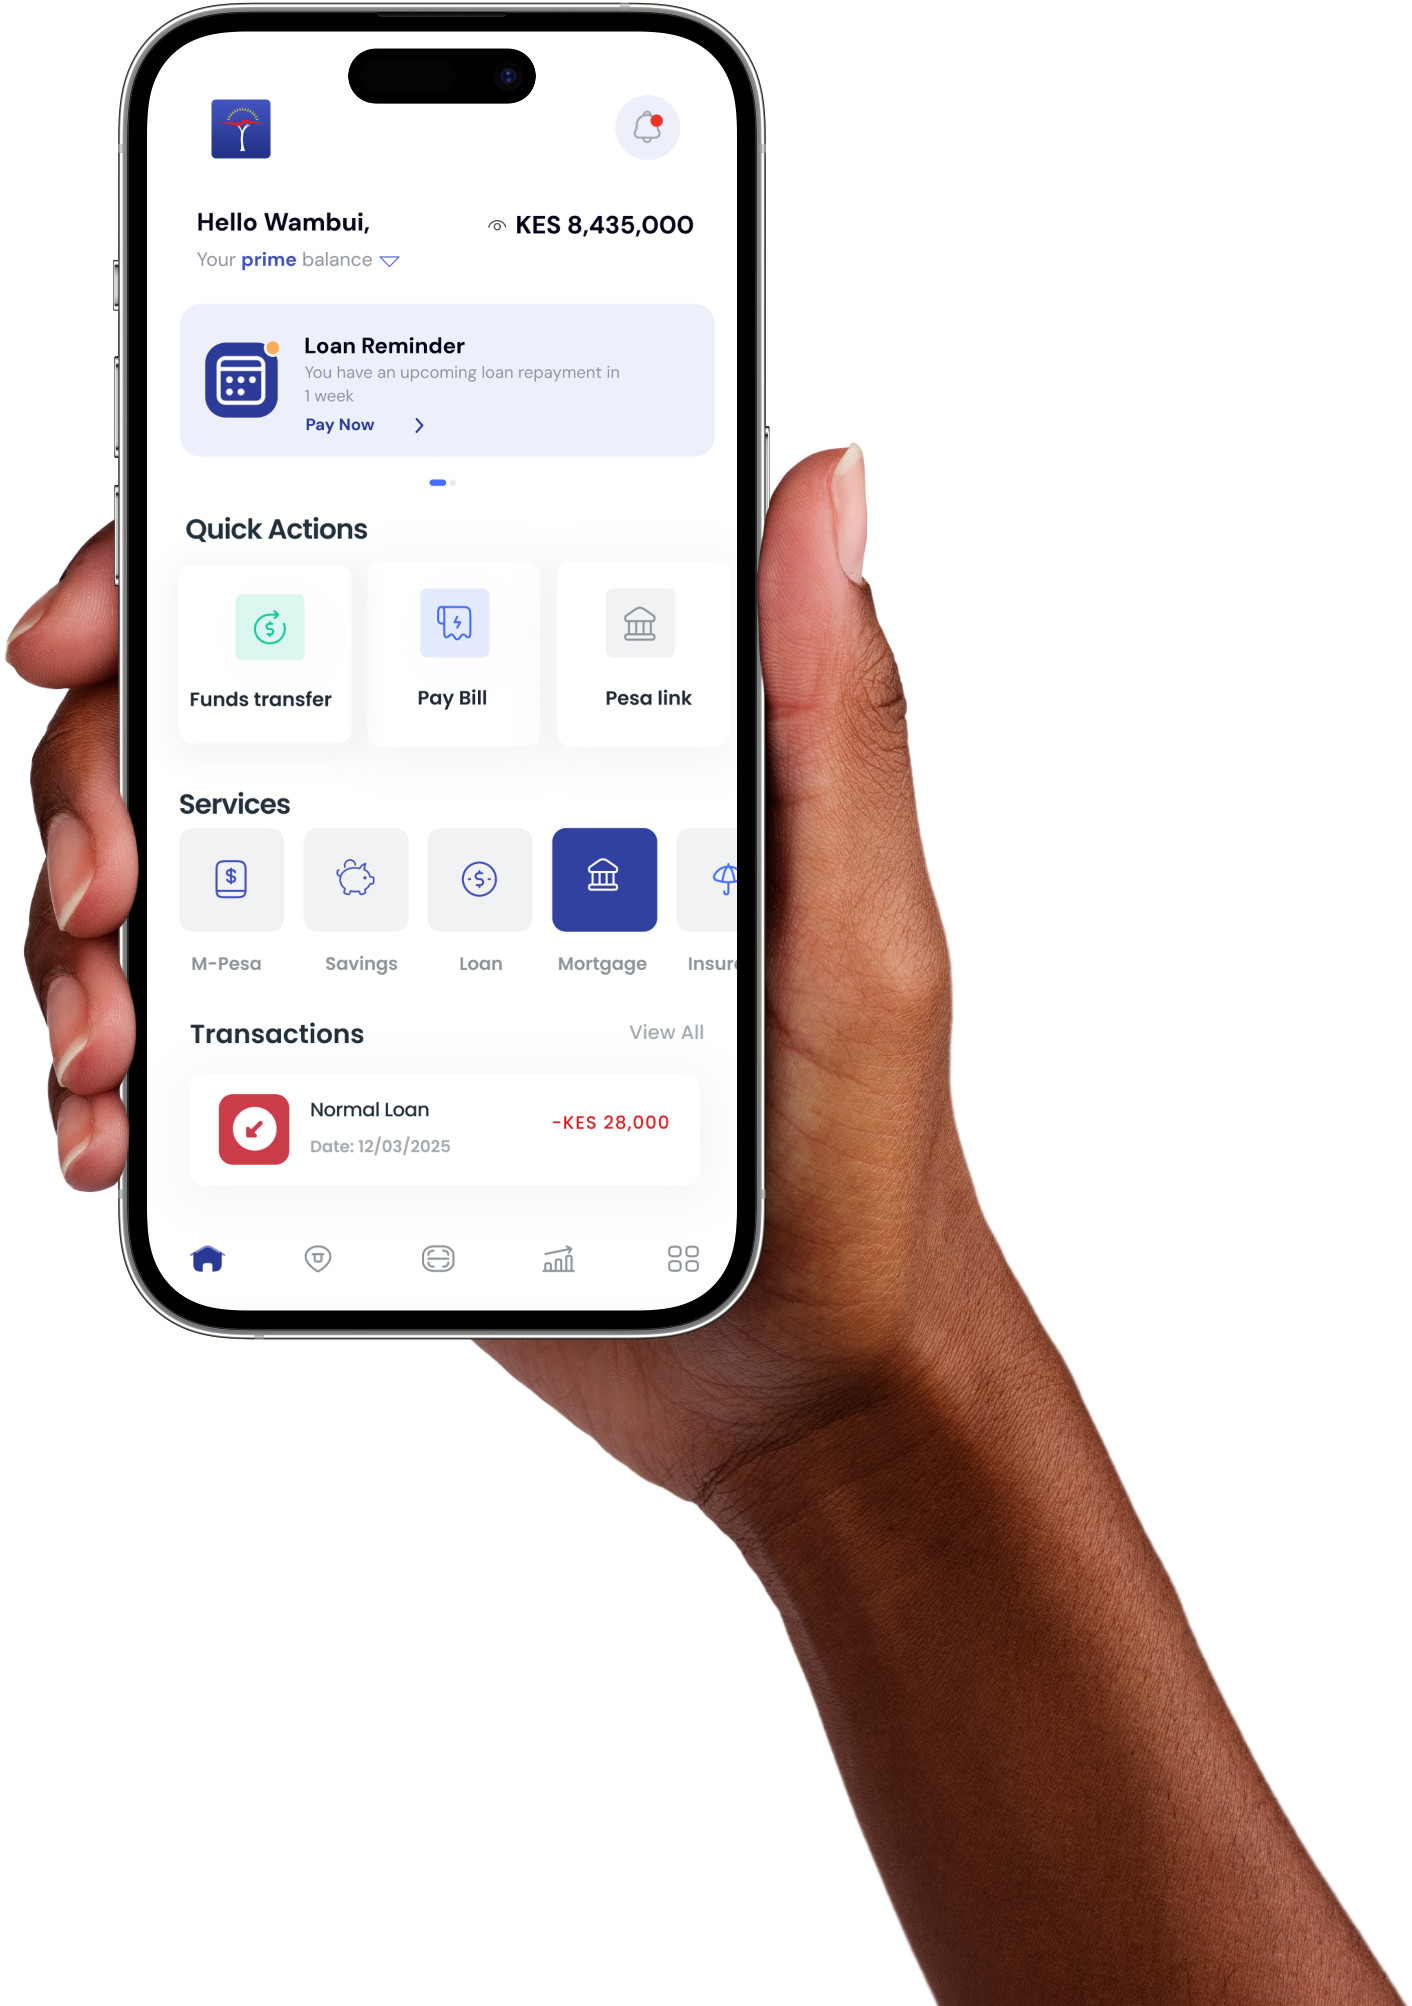 Hello Wambui,
KES 8,435,000
Your prime balance
Loan Reminder
You have an upcoming loan repayment in
1 week
Pay Now
Quick Actions
Funds transfer
Pay Bill
Pesa link
Services
$
$
$
M-Pesa
Savings
Loan
Mortgage
Insur
Transactions
View All
Normal Loan
-KES 28,000
Date: 12/03/2025